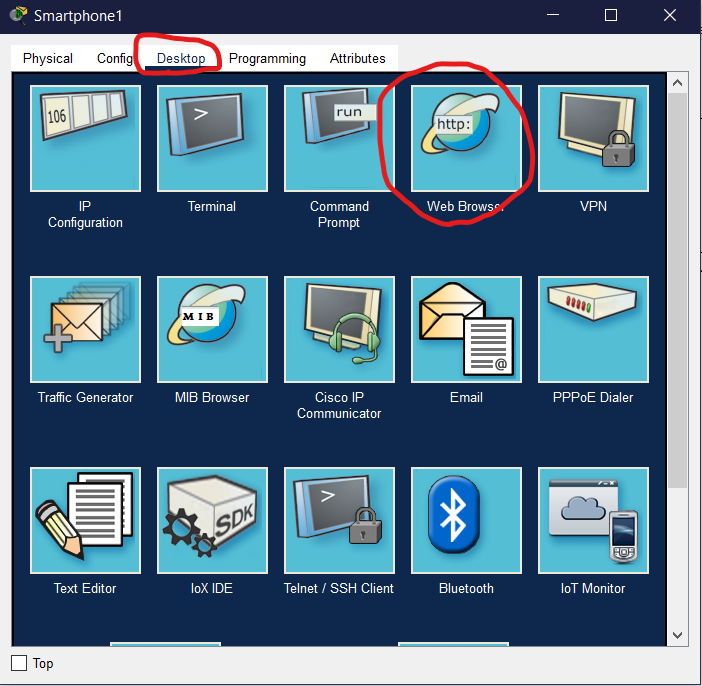 Smartphone1
Physical Config Desktop Programming Attributes
106
>
run
http:
IP
Configuration
Terminal
Command
Prompt
Web Browser
VPN
MIB
@
Traffic Generator
MIB Browser
Cisco IP
Communicator
Email
PPPoE Dialer
SDK
>
Text Editor
IoX IDE
Telnet / SSH Client
Bluetooth
IoT Monitor
Top